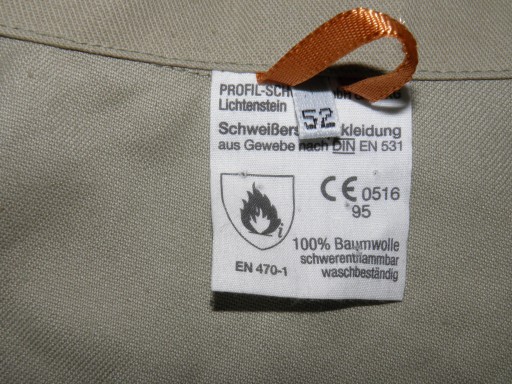 PROFIL-SCH
Lichtenstein
52
Schweißers kleidung
aus Gewebe nach DIN EN 531
CE 0516
95
i
EN 470-1
100% Baumwolle
schwerentflammbar
waschbeständig